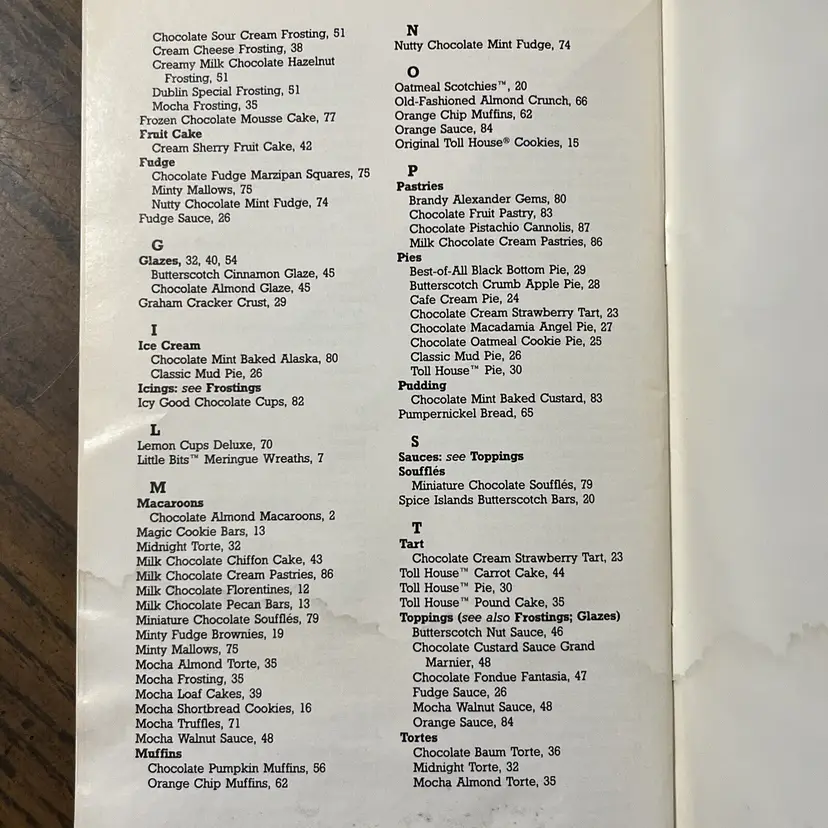 Chocolate Sour Cream Frosting, 51
Cream Cheese Frosting, 38
Creamy Milk Chocolate Hazelnut
Frosting, 51
Dublin Special Frosting, 51
Mocha Frosting, 35
Frozen Chocolate Mousse Cake, 77
Fruit Cake
Cream Sherry Fruit Cake, 42
Fudge
Chocolate Fudge Marzipan Squares, 75
Minty Mallows, 75
Nutty Chocolate Mint Fudge, 74
Fudge Sauce, 26
G
Glazes, 32, 40, 54
Butterscotch Cinnamon Glaze, 45
Chocolate Almond Glaze, 45
Graham Cracker Crust, 29
I
Ice Cream
Chocolate Mint Baked Alaska, 80
Classic Mud Pie, 26
Icings: see Frostings
Icy Good Chocolate Cups, 82
L
Lemon Cups Deluxe, 70
Little Bits™ Meringue Wreaths, 7
M
Macaroons
Chocolate Almond Macaroons, 2
Magic Cookie Bars, 13
Midnight Torte, 32
Milk Chocolate Chiffon Cake, 43
Milk Chocolate Cream Pastries, 86
Milk Chocolate Florentines, 12
Milk Chocolate Pecan Bars, 13
Miniature Chocolate Soufflés, 79
Minty Fudge Brownies, 19
Minty Mallows, 75
Mocha Almond Torte, 35
Mocha Frosting, 35
Mocha Loaf Cakes, 39
Mocha Shortbread Cookies, 16
Mocha Truffles, 71
Mocha Walnut Sauce, 48
Muffins
Chocolate Pumpkin Muffins, 56
Orange Chip Muffins, 62
N
Nutty Chocolate Mint Fudge, 74
O
Oatmeal Scotchies™, 20
Old-Fashioned Almond Crunch, 66
Orange Chip Muffins, 62
Orange Sauce, 84
Original Toll House® Cookies, 15
P
Pastries
Brandy Alexander Gems, 80
Chocolate Fruit Pastry, 83
Chocolate Pistachio Cannolis, 87
Milk Chocolate Cream Pastries, 86
Pies
Best-of-All Black Bottom Pie, 29
Butterscotch Crumb Apple Pie, 28
Cafe Cream Pie, 24
Chocolate Cream Strawberry Tart, 23
Chocolate Macadamia Angel Pie, 27
Chocolate Oatmeal Cookie Pie, 25
Classic Mud Pie, 26
Toll House™ Pie, 30
Pudding
Chocolate Mint Baked Custard, 83
Pumpernickel Bread, 65
S
Sauces: see Toppings
Soufflés
Miniature Chocolate Soufflés, 79
Spice Islands Butterscotch Bars, 20
T
Tart
Chocolate Cream Strawberry Tart, 23
Toll House™ Carrot Cake, 44
Toll House™ Pie, 30
Toll House™ Pound Cake, 35
Toppings (see also Frostings; Glazes)
Butterscotch Nut Sauce, 46
Chocolate Custard Sauce Grand
Marnier, 48
Chocolate Fondue Fantasia, 47
Fudge Sauce, 26
Mocha Walnut Sauce, 48
Orange Sauce, 84
Tortes
Chocolate Baum Torte, 36
Midnight Torte, 32
Mocha Almond Torte, 35